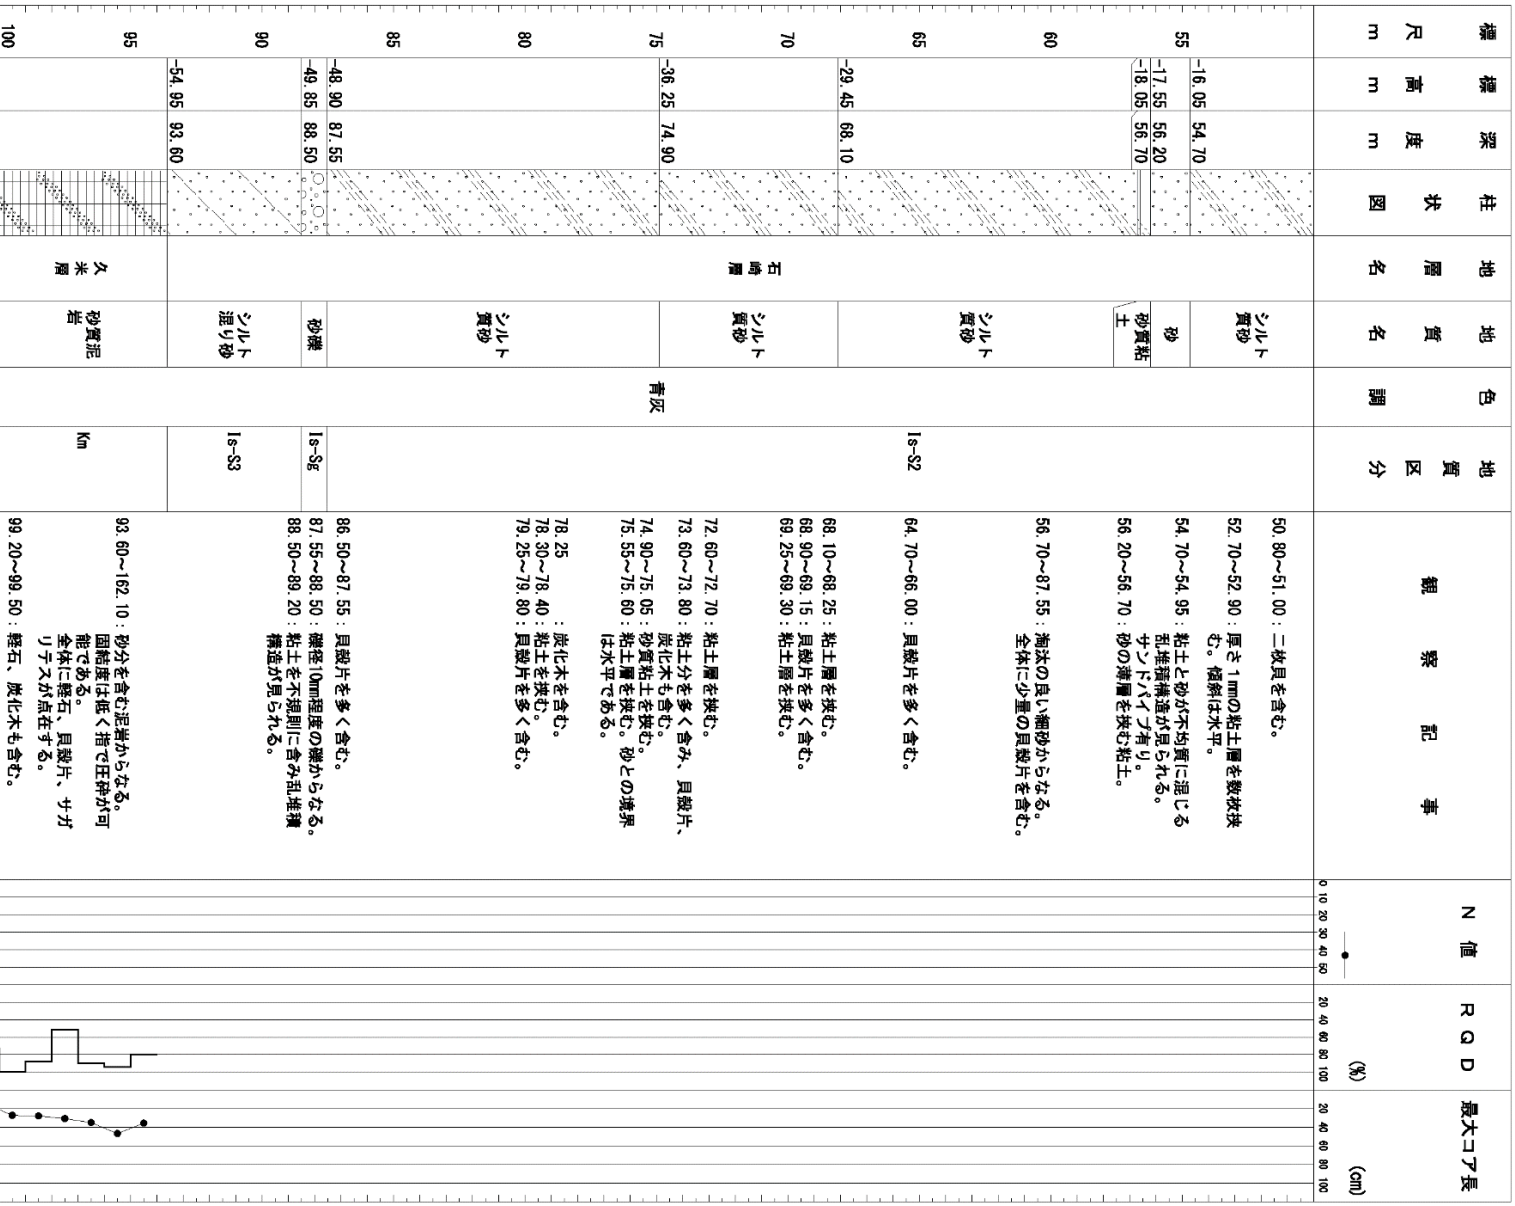 標尺 m
標高 m
深度 m
柱状図
地層名
地質名
色調
地質区分
観察記事
N値
RQD (%)
最大コア長 (cm)
0 10 20 30 40 50
20 40 60 80 100
20 40 60 80 100
55
60
65
70
75
80
85
90
95
100
-16.05
-17.55
-18.05
-29.45
-36.25
-48.90
-49.85
-54.95
54.70
56.20
56.70
68.10
74.90
87.55
88.50
93.60
石崎
層
久米
層
シルト
質砂
砂
砂質粘
土
シルト
質砂
シルト
質砂
シルト
質砂
砂礫
シルト
混り砂
砂質泥
岩
青灰
Is-S2
Is-Sg
Is-S3
Km
50.80～51.00：二枚貝を含む。
52.70～52.90：厚さ1mmの粘土層を数枚挟
む。傾斜は水平。
54.70～54.95：粘土と砂が不均質に混じる
乱堆積構造が見られる。
サンドパイプ有り。
56.20～56.70：砂の薄層を挟む粘土。
56.70～87.55：淘汰の良い細砂からなる。
全体に少量の貝殻片を含む。
64.70～66.00：貝殻片を多く含む。
68.10～68.25：粘土層を挟む。
68.90～69.15：貝殻片を多く含む。
69.25～69.30：粘土層を挟む。
72.60～72.70：粘土層を挟む。
73.60～73.80：粘土分を多く含み、貝殻片、
炭化木も含む。
74.90～75.05：砂質粘土を挟む。
75.55～75.60：粘土層を挟む。砂との境界
は水平である。
78.25　　　：炭化木を含む。
78.30～78.40：粘土を挟む。
79.25～79.80：貝殻片を多く含む。
86.50～87.55：貝殻片を多く含む。
87.55～88.50：礫径10mm程度の礫からなる。
88.50～89.20：粘土を不規則に含み乱堆積
構造が見られる。
93.60～162.10：砂分を含む泥岩からなる。
固結度は低く指で圧砕が可
能である。
全体に軽石、貝殻片、サガ
リテスが点在する。
99.20～99.50：軽石、炭化木も含む。